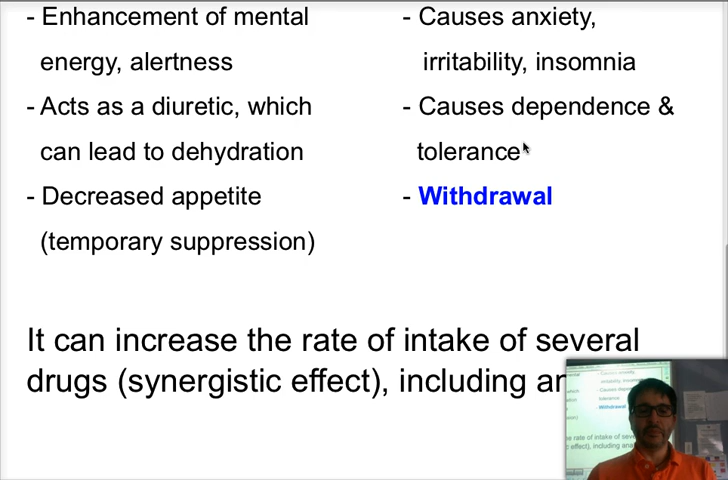 - Enhancement of mental
energy, alertness
- Acts as a diuretic, which
can lead to dehydration
- Decreased appetite
(temporary suppression)
- Causes anxiety,
irritability, insomnia
- Causes dependence &
tolerance
- Withdrawal
It can increase the rate of intake of several
drugs (synergistic effect), including